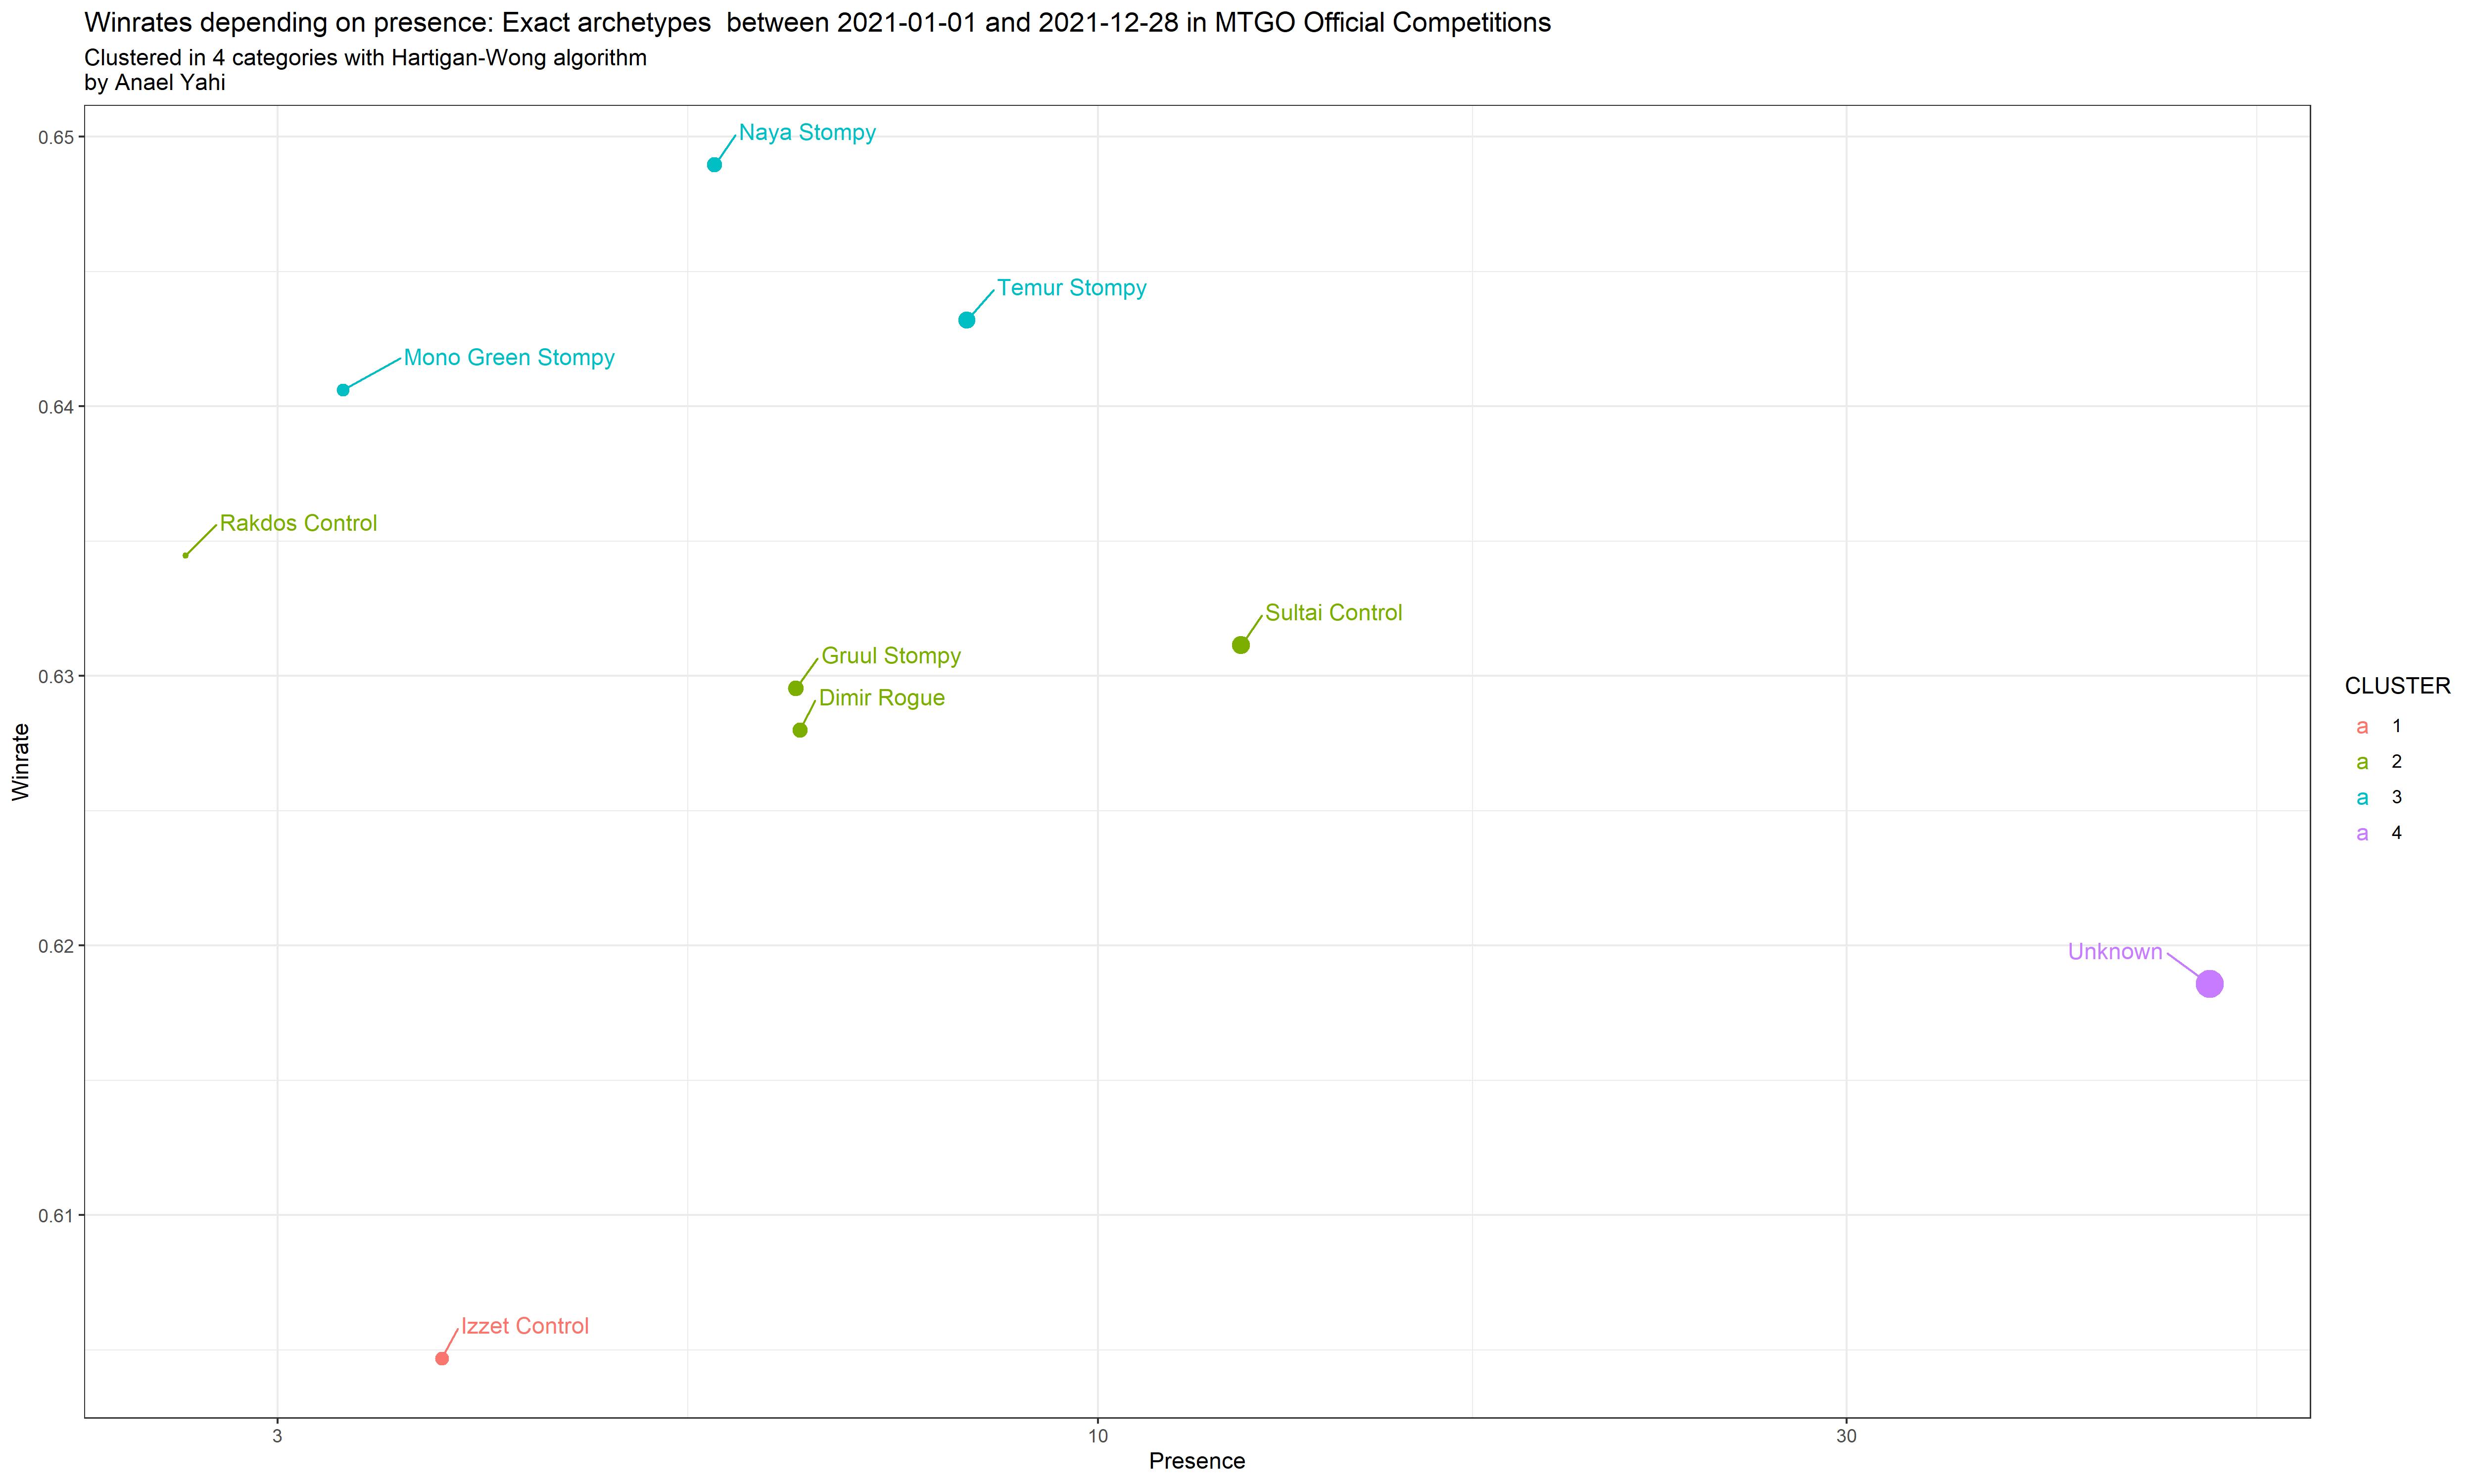 Winrates depending on presence: Exact archetypes  between 2021-01-01 and 2021-12-28 in MTGO Official Competitions
Clustered in 4 categories with Hartigan-Wong algorithm
by Anael Yahi
0.65
0.64
0.63
0.62
0.61
Winrate
Naya Stompy
Temur Stompy
Mono Green Stompy
Rakdos Control
Sultai Control
Gruul Stompy
Dimir Rogue
Unknown
Izzet Control
3
10
30
Presence
CLUSTER
a 1
a 2
a 3
a 4